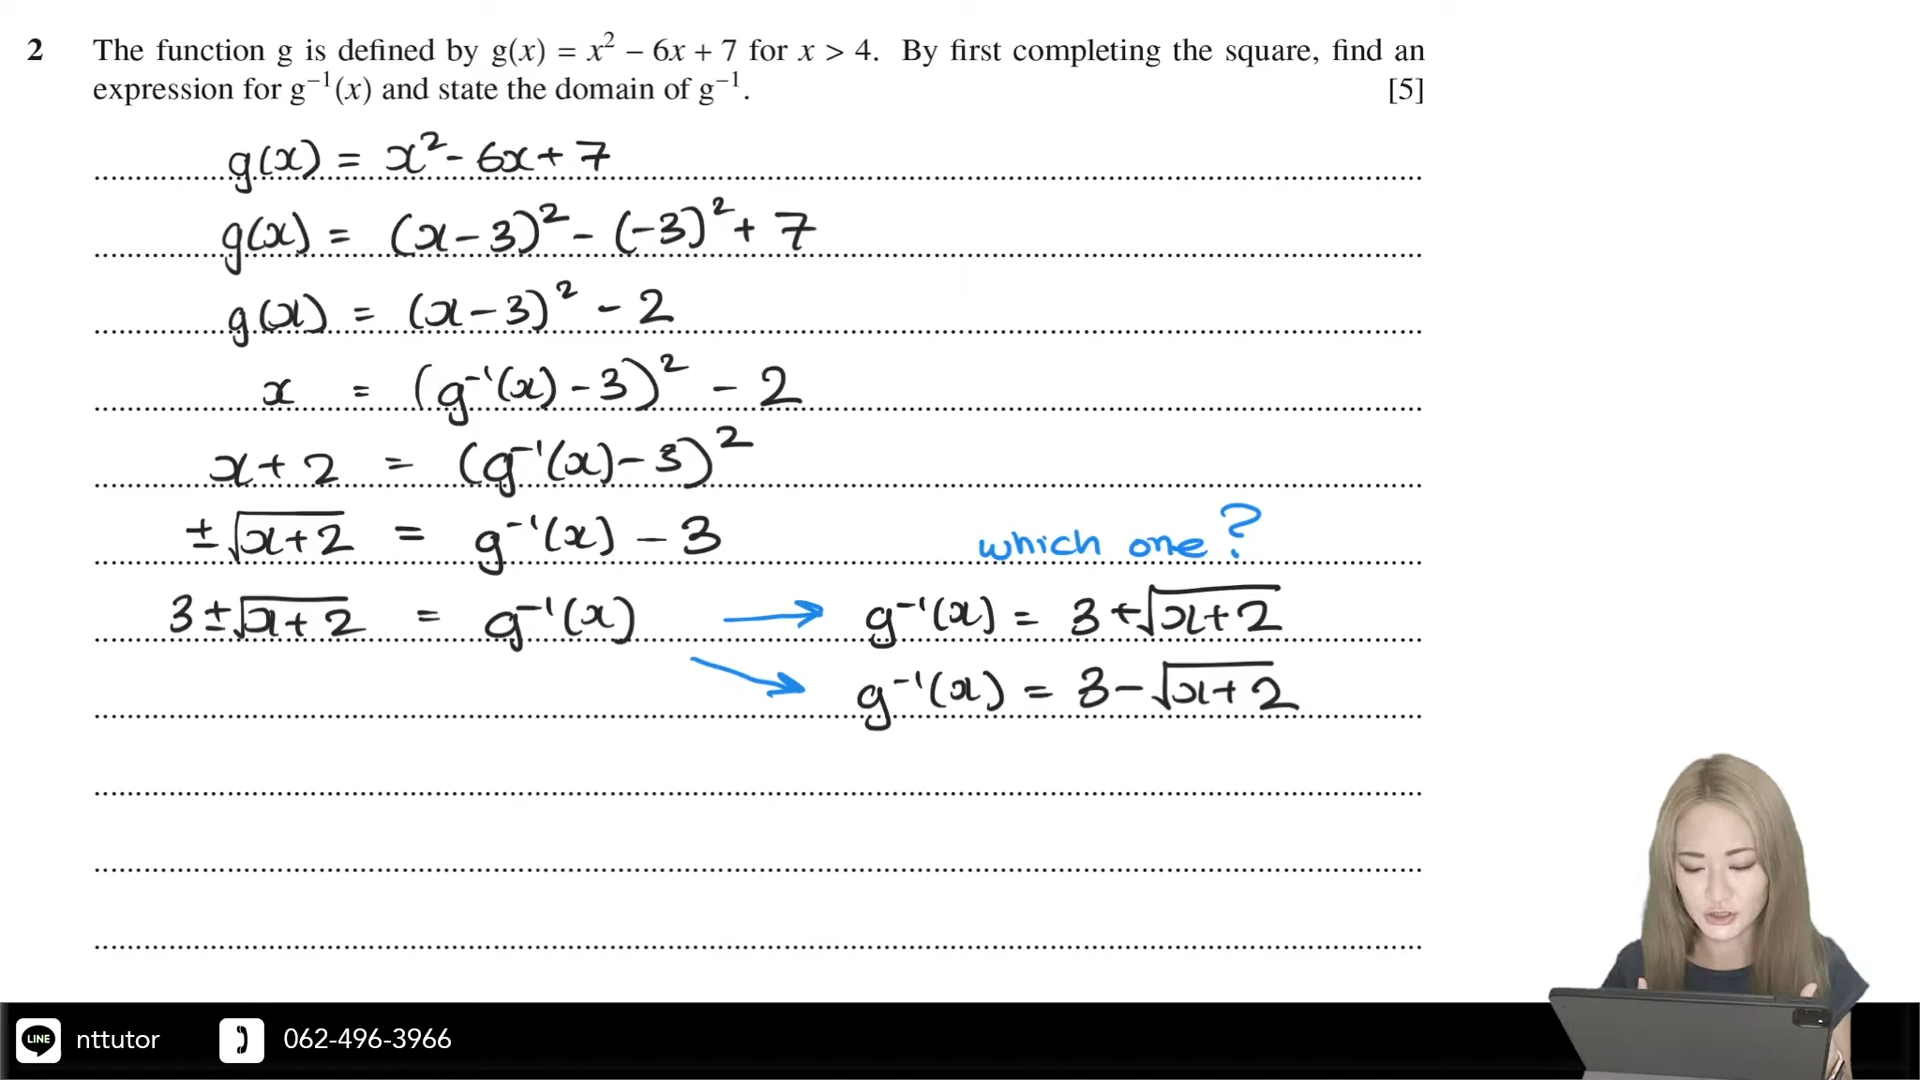 2 The function g is defined by g(x) = x² − 6x + 7 for x > 4. By first completing the square, find an
expression for g⁻¹(x) and state the domain of g⁻¹. [5]
g(x) = x² - 6x + 7
g(x) = (x-3)² - (-3)² + 7
g(x) = (x-3)² - 2
x = (g⁻¹(x) - 3)² - 2
x+2 = (g⁻¹(x) - 3)²
±√(x+2) = g⁻¹(x) - 3 which one?
3±√(x+2) = g⁻¹(x) → g⁻¹(x) = 3+√(x+2)
g⁻¹(x) = 3-√(x+2)
LINE nttutor 062-496-3966